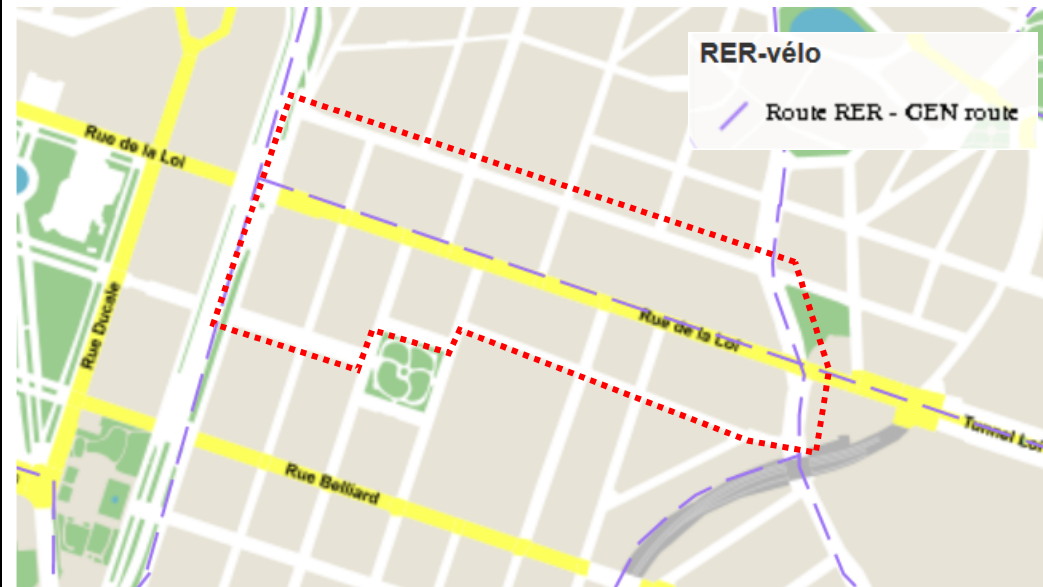 RER-vélo
Route RER - GEN route
Rue de la Loi
Rue Ducale
Rue de la Loi
Rue Belliard
Tunnel Loi